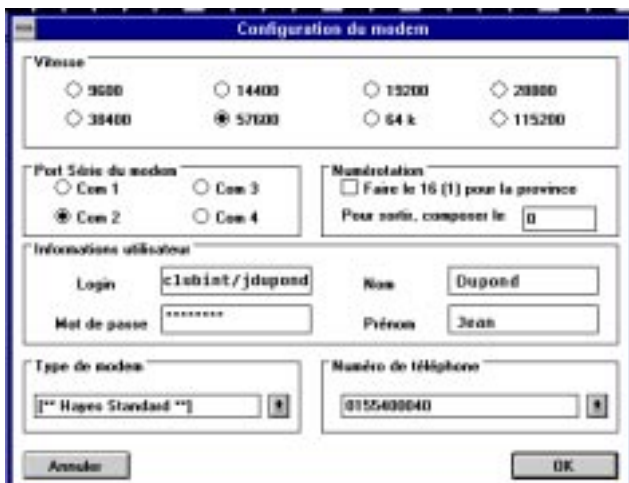 Configuration du modem
Vitesse
9600 14400 19200 28800
38400 57600 64 k 115200
Port Série du modem
Com 1 Com 3
Com 2 Com 4
Numérotation
Faire le 16 (1) pour la province
Pour sortir, composer le 0
Informations utilisateur
Login clubint/jdupond Nom Dupond
Mot de passe ******** Prénom Jean
Type de modem
[** Hayes Standard **]
Numéro de téléphone
0155400040
Annuler OK